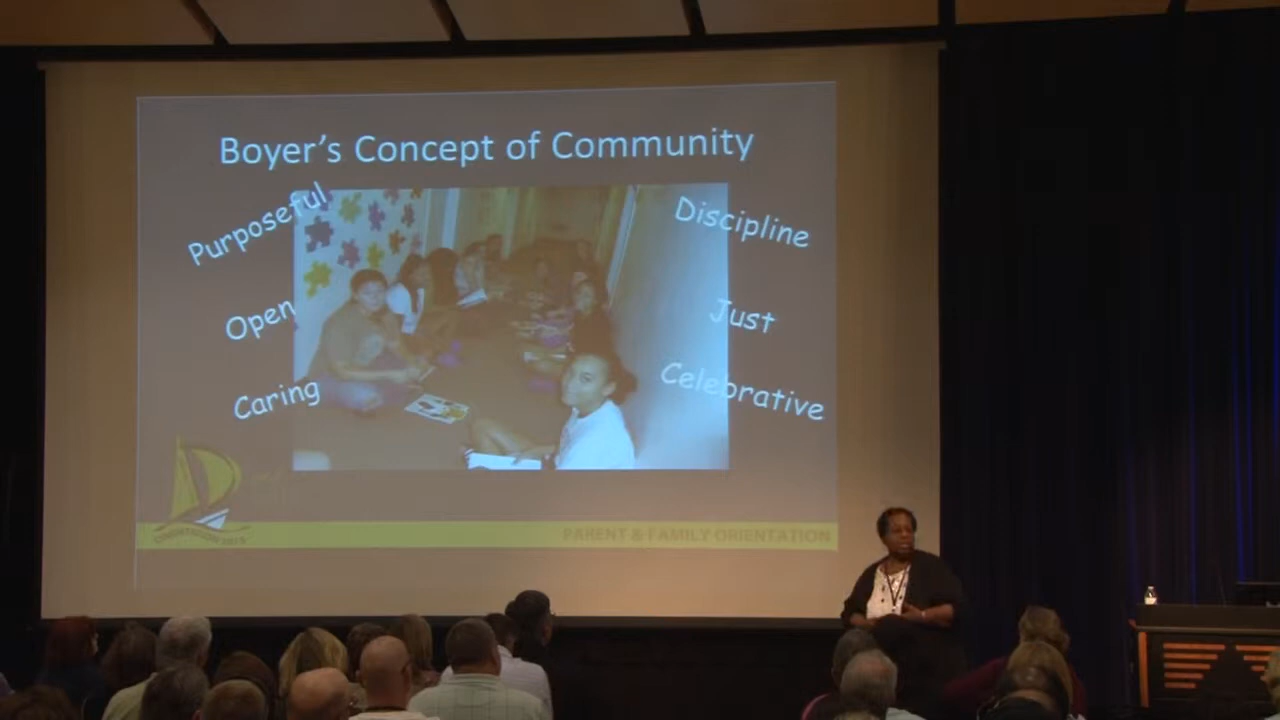 Boyer's Concept of Community
Purposeful
Open
Caring
Discipline
Just
Celebrative
PARENT & FAMILY ORIENTATION